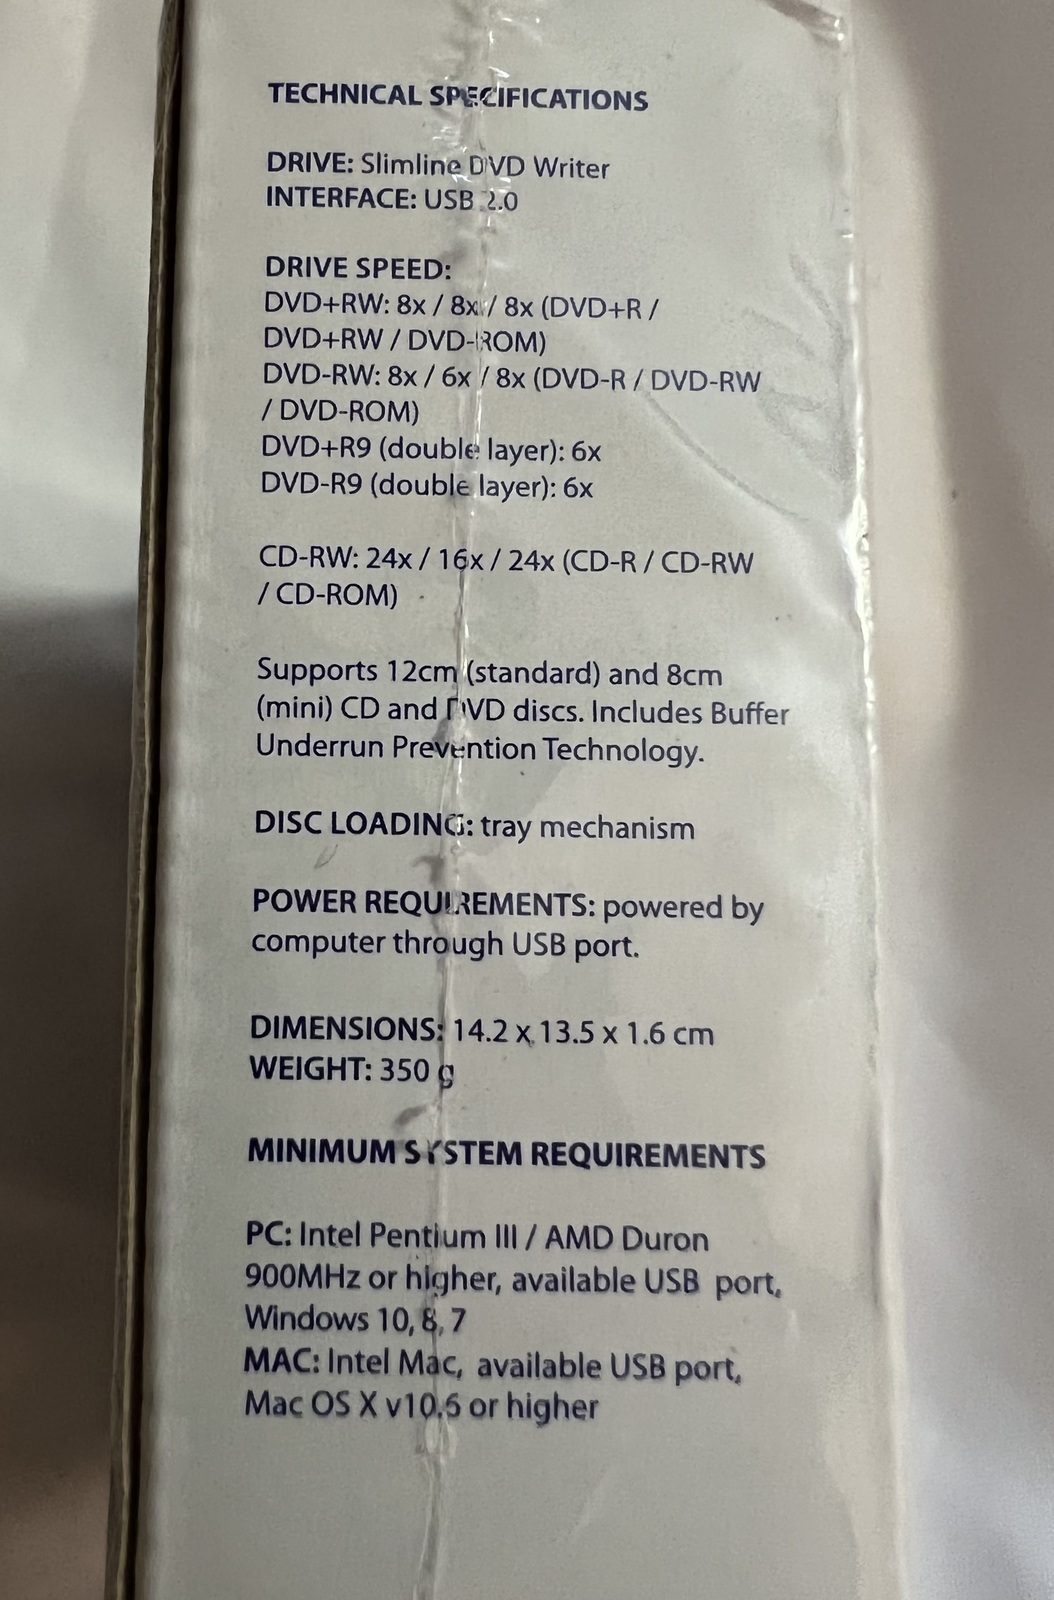 TECHNICAL SPECIFICATIONS
DRIVE: Slimline DVD Writer
INTERFACE: USB 2.0
DRIVE SPEED:
DVD+RW: 8x / 8x / 8x (DVD+R /
DVD+RW / DVD-ROM)
DVD-RW: 8x / 6x / 8x (DVD-R / DVD-RW
/ DVD-ROM)
DVD+R9 (double layer): 6x
DVD-R9 (double layer): 6x
CD-RW: 24x / 16x / 24x (CD-R / CD-RW
/ CD-ROM)
Supports 12cm (standard) and 8cm
(mini) CD and DVD discs. Includes Buffer
Underrun Prevention Technology.
DISC LOADING: tray mechanism
POWER REQUIREMENTS: powered by
computer through USB port.
DIMENSIONS: 14.2 x 13.5 x 1.6 cm
WEIGHT: 350 g
MINIMUM SYSTEM REQUIREMENTS
PC: Intel Pentium III / AMD Duron
900MHz or higher, available USB port,
Windows 10, 8, 7
MAC: Intel Mac, available USB port,
Mac OS X v10.6 or higher